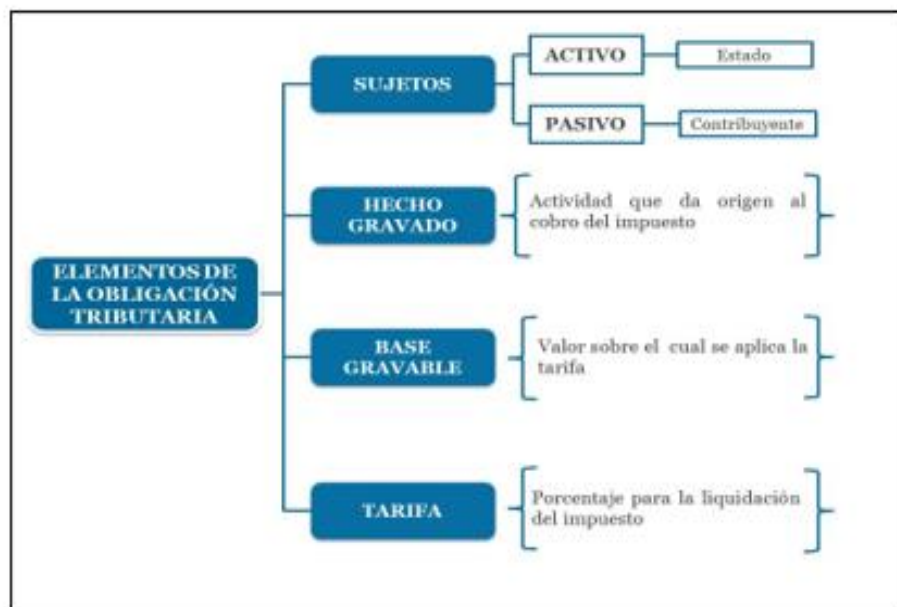 SUJETOS
ACTIVO
Estado
PASIVO
Contribuyente
HECHO
GRAVADO
Actividad que da origen al
cobro del impuesto
ELEMENTOS DE
LA OBLIGACIÓN
TRIBUTARIA
BASE
GRAVABLE
Valor sobre el cual se aplica la
tarifa
TARIFA
Porcentaje para la liquidación
del impuesto